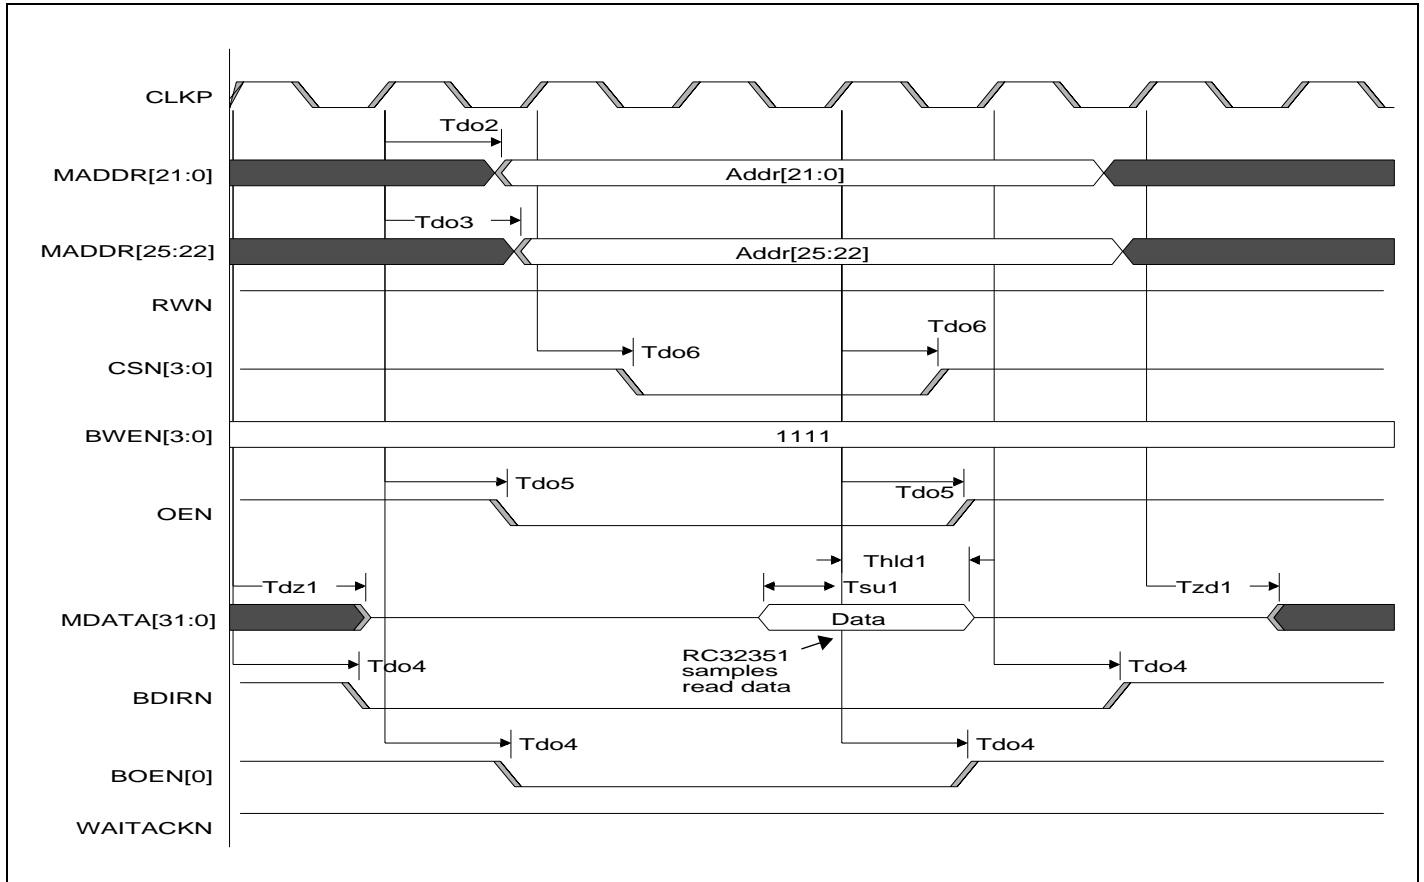 CLKP
Tdo2
MADDR[21:0]
Addr[21:0]
Tdo3
MADDR[25:22]
Addr[25:22]
RWN
Tdo6
Tdo6
CSN[3:0]
BWEN[3:0]
1111
Tdo5
Tdo5
OEN
Thld1
Tdz1
Tsu1
Tzd1
MDATA[31:0]
Data
RC32351
samples
read data
Tdo4
Tdo4
BDIRN
Tdo4
Tdo4
BOEN[0]
WAITACKN